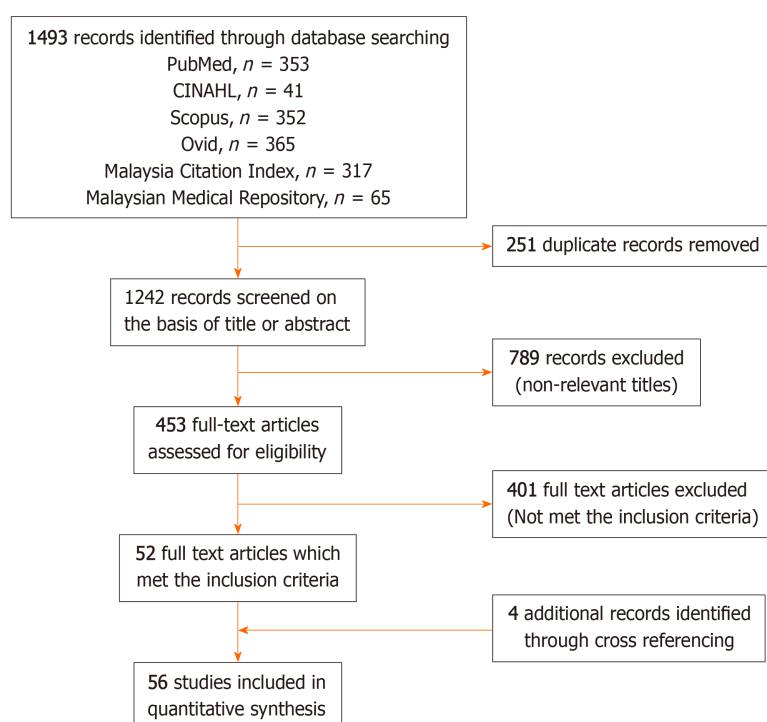 1493 records identified through database searching
PubMed, n = 353
CINAHL, n = 41
Scopus, n = 352
Ovid, n = 365
Malaysia Citation Index, n = 317
Malaysian Medical Repository, n = 65
251 duplicate records removed
1242 records screened on
the basis of title or abstract
789 records excluded
(non-relevant titles)
453 full-text articles
assessed for eligibility
401 full text articles excluded
(Not met the inclusion criteria)
52 full text articles which
met the inclusion criteria
4 additional records identified
through cross referencing
56 studies included in
quantitative synthesis